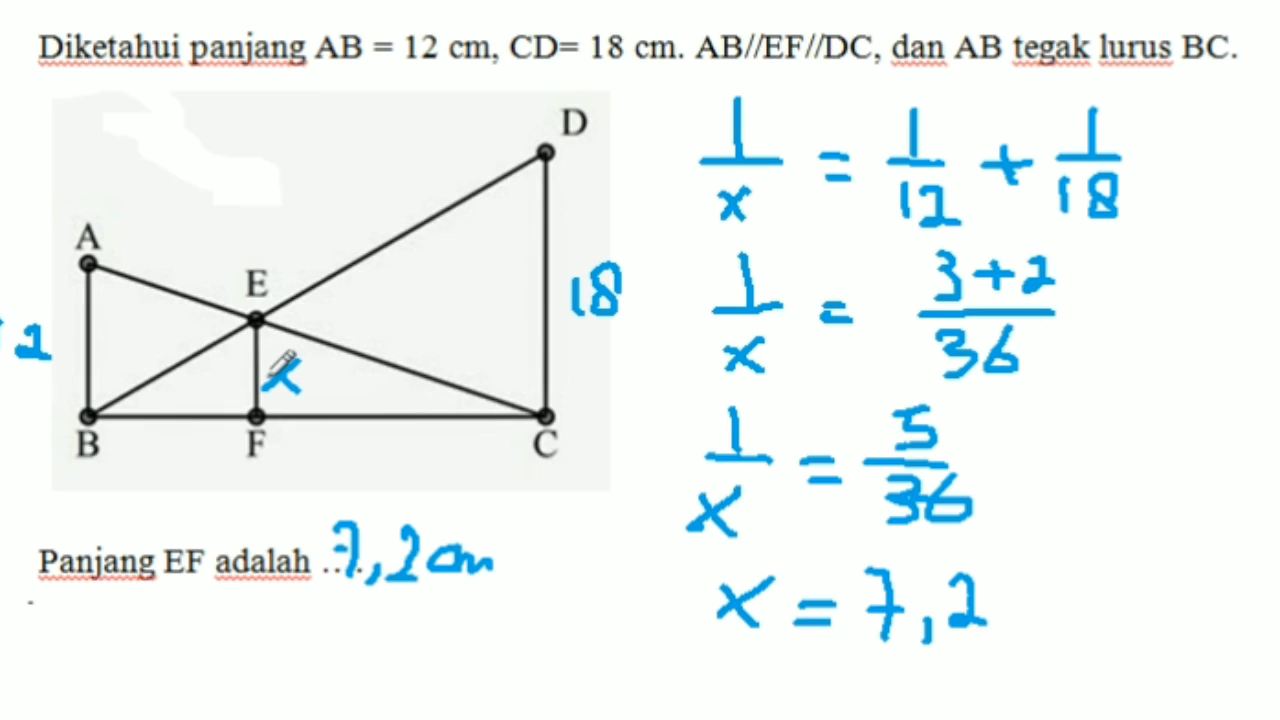 Diketahui panjang AB = 12 cm, CD= 18 cm. AB//EF//DC, dan AB tegak lurus BC.
D
A
E
B
F
C
2
x
18
1/x = 1/12 + 1/18
1/x = 3+2/36
1/x = 5/36
x = 7,2
Panjang EF adalah .... 7,2 cm